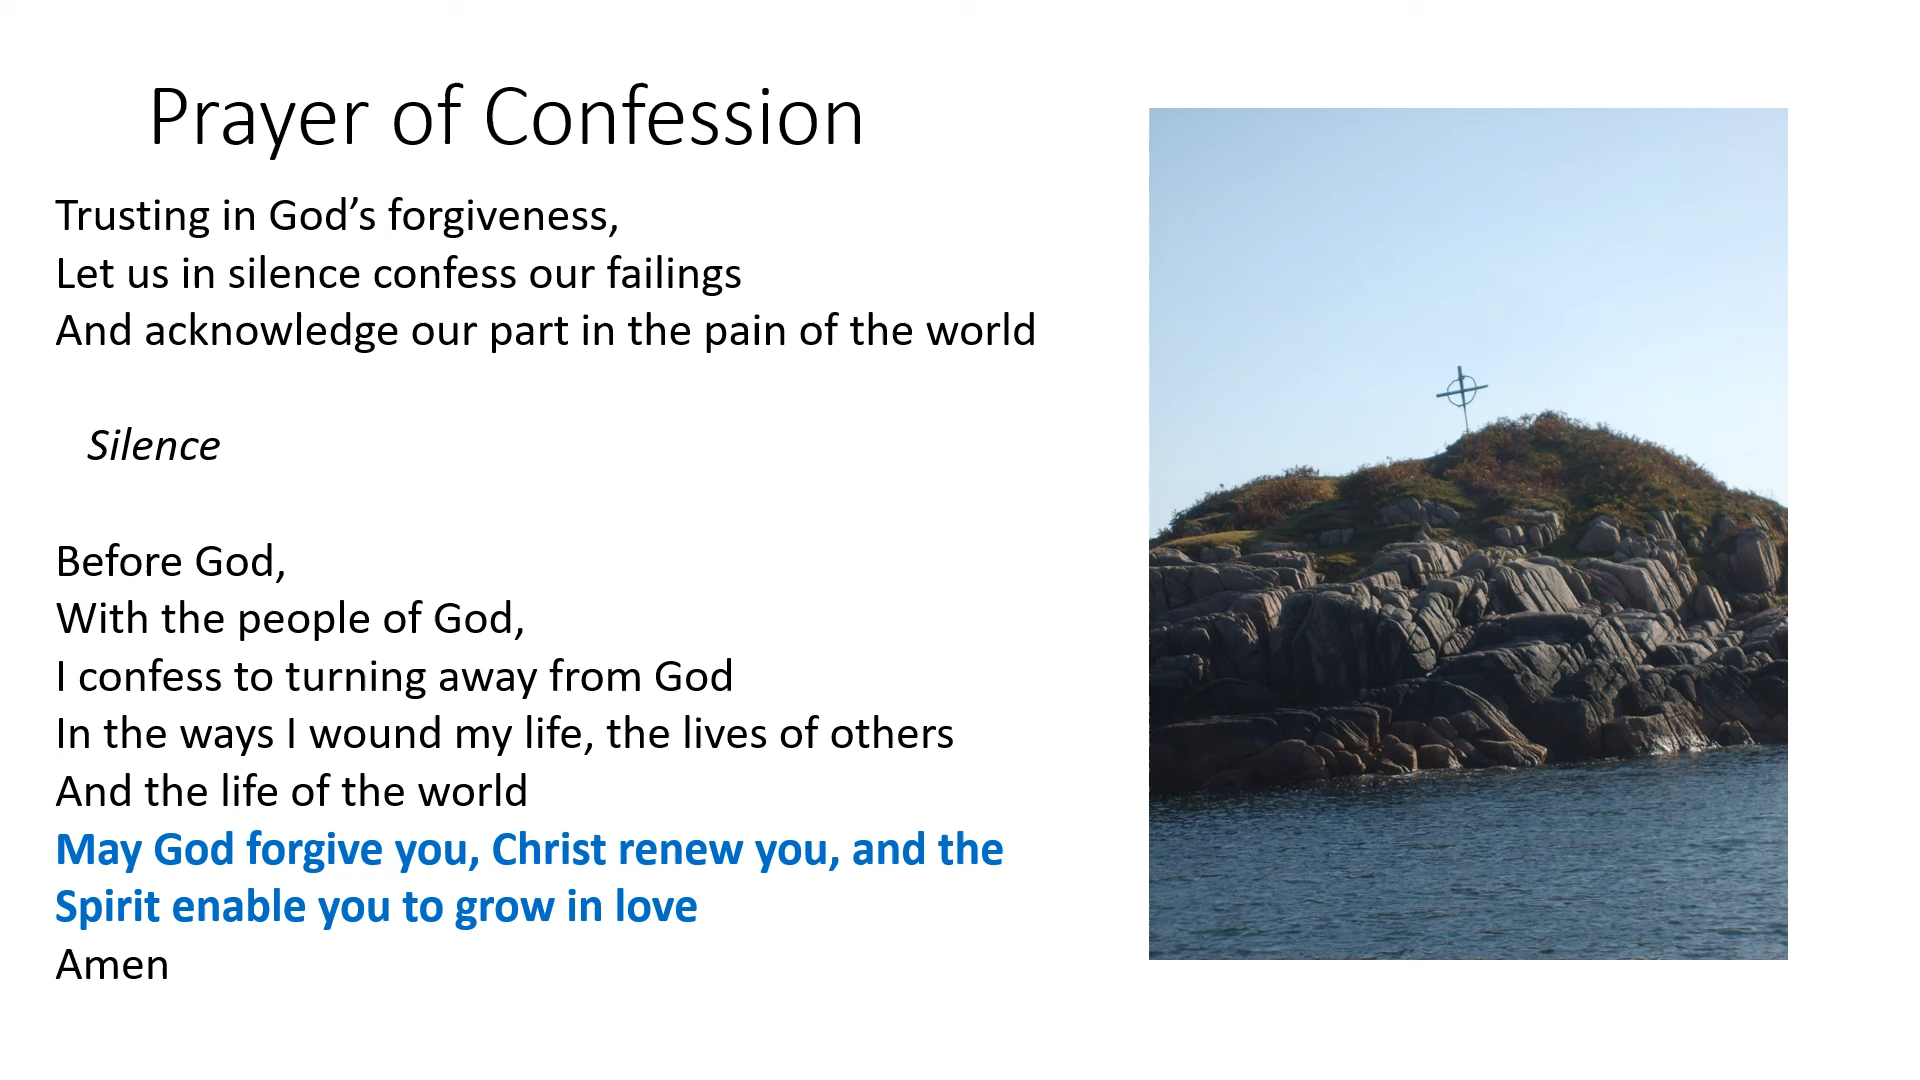 Prayer of Confession
Trusting in God’s forgiveness,
Let us in silence confess our failings
And acknowledge our part in the pain of the world
Silence
Before God,
With the people of God,
I confess to turning away from God
In the ways I wound my life, the lives of others
And the life of the world
May God forgive you, Christ renew you, and the
Spirit enable you to grow in love
Amen